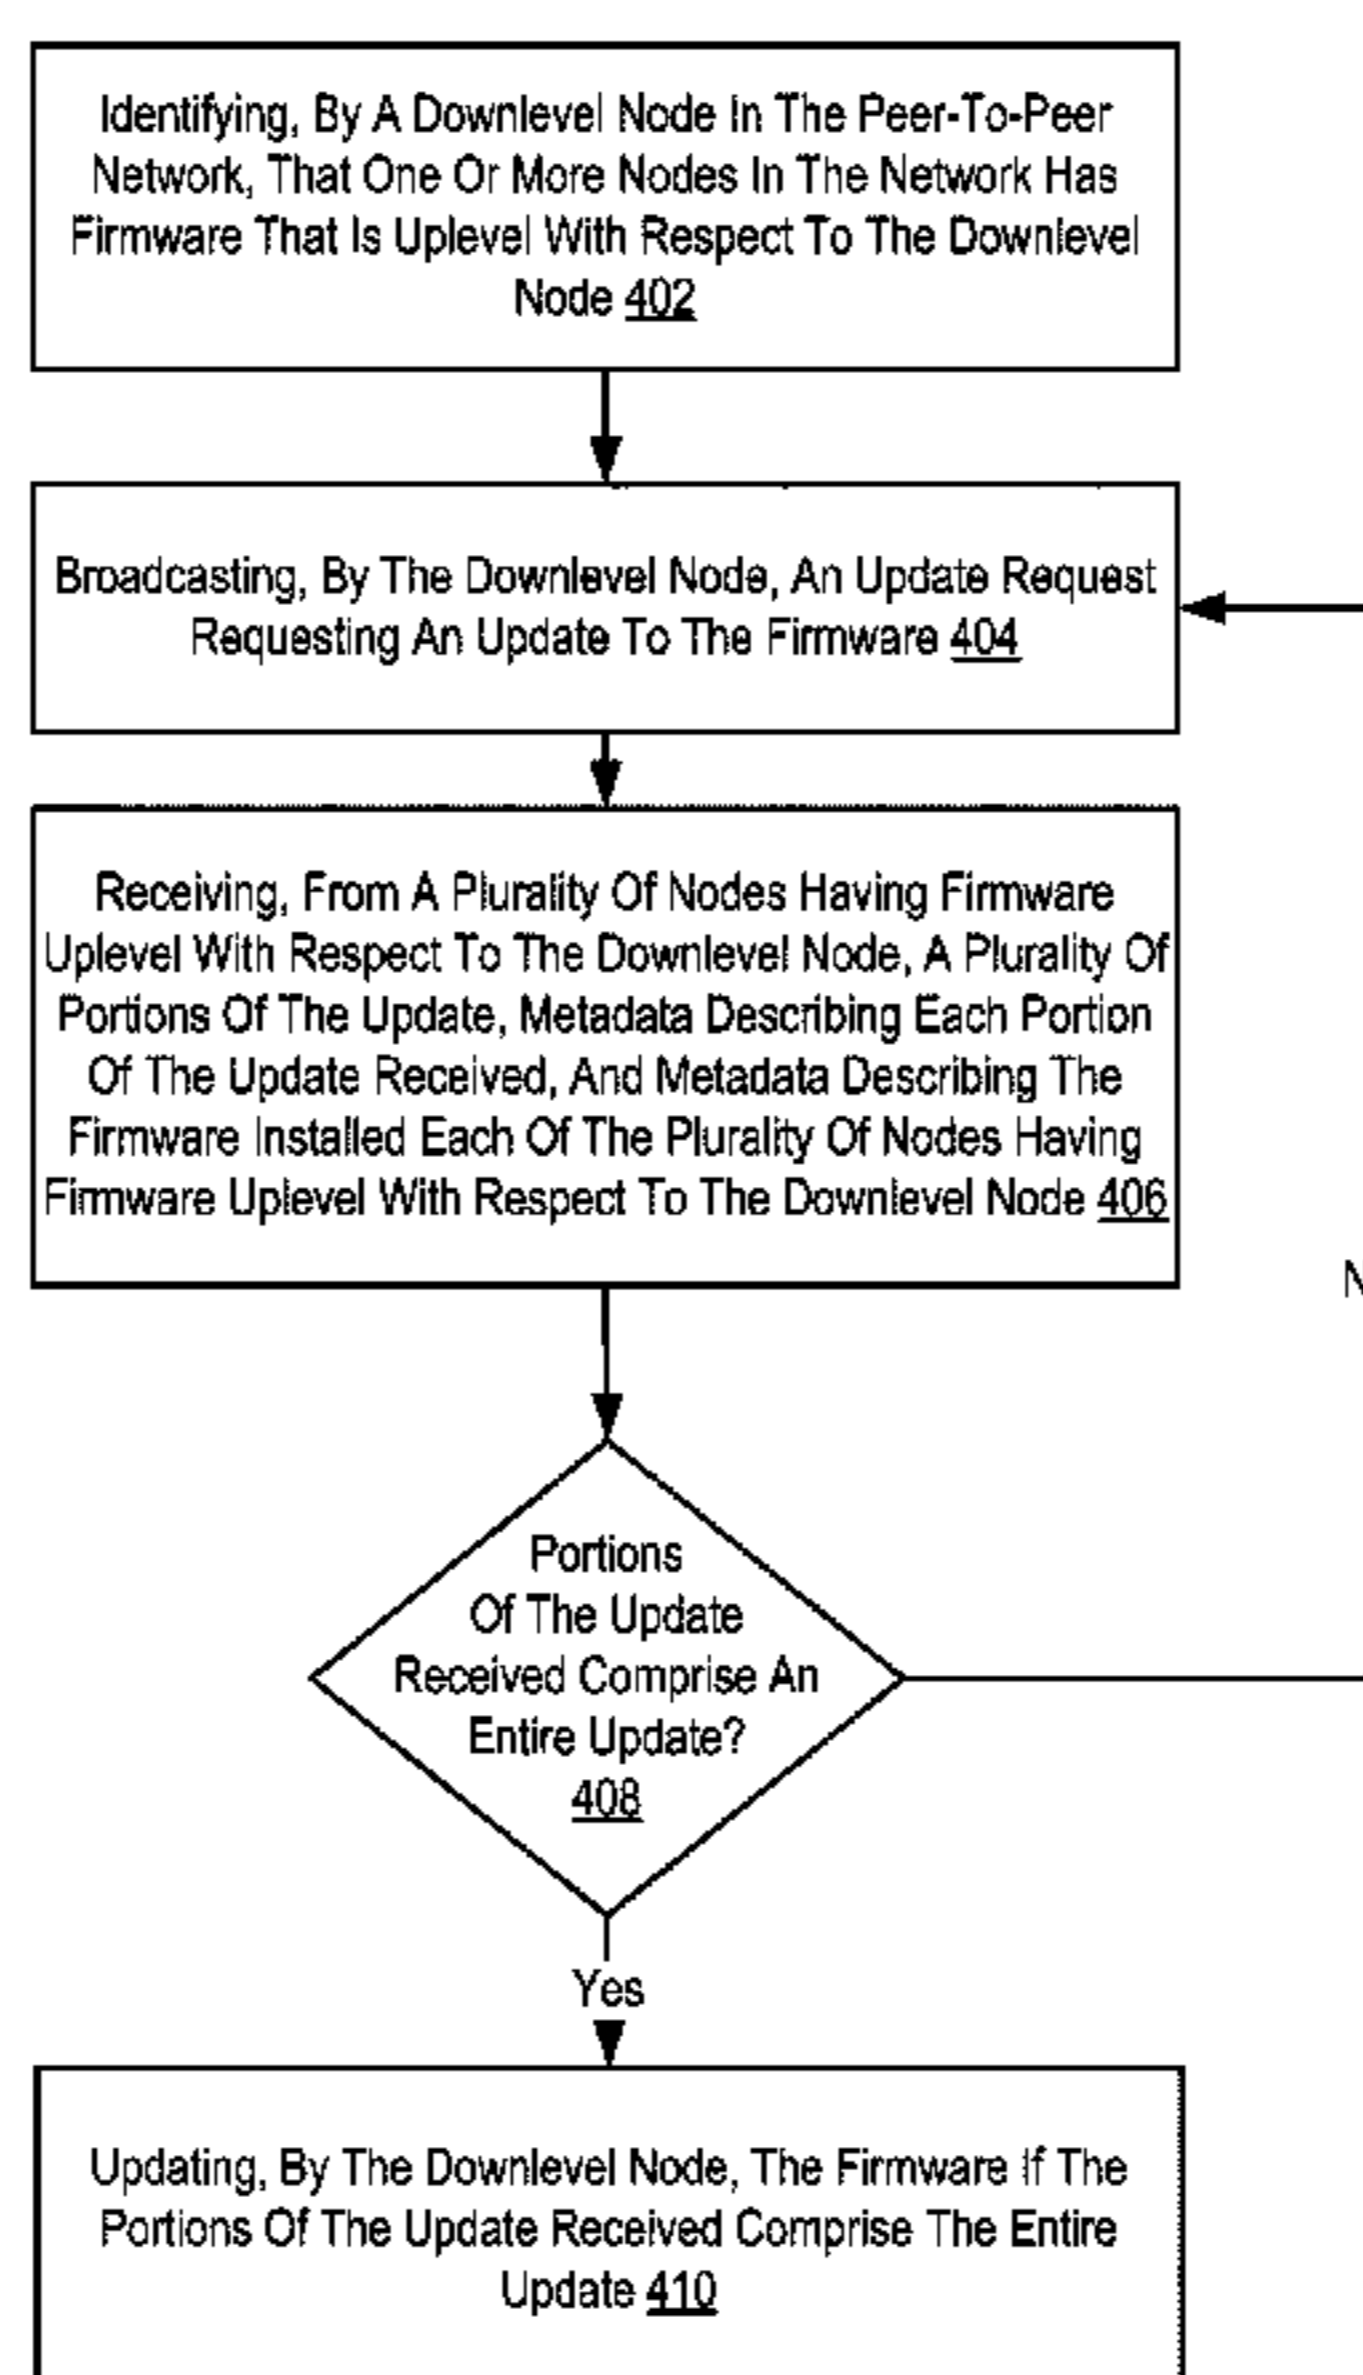 Identifying, By A Downlevel Node In The Peer-To-Peer
Network, That One Or More Nodes In The Network Has
Firmware That Is Uplevel With Respect To The Downlevel
Node 402
Broadcasting, By The Downlevel Node, An Update Request
Requesting An Update To The Firmware 404
Receiving, From A Plurality Of Nodes Having Firmware
Uplevel With Respect To The Downlevel Node, A Plurality Of
Portions Of The Update, Metadata Describing Each Portion
Of The Update Received, And Metadata Describing The
Firmware Installed Each Of The Plurality Of Nodes Having
Firmware Uplevel With Respect To The Downlevel Node 406
Portions
Of The Update
Received Comprise An
Entire Update?
408
Yes
Updating, By The Downlevel Node, The Firmware If The
Portions Of The Update Received Comprise The Entire
Update 410